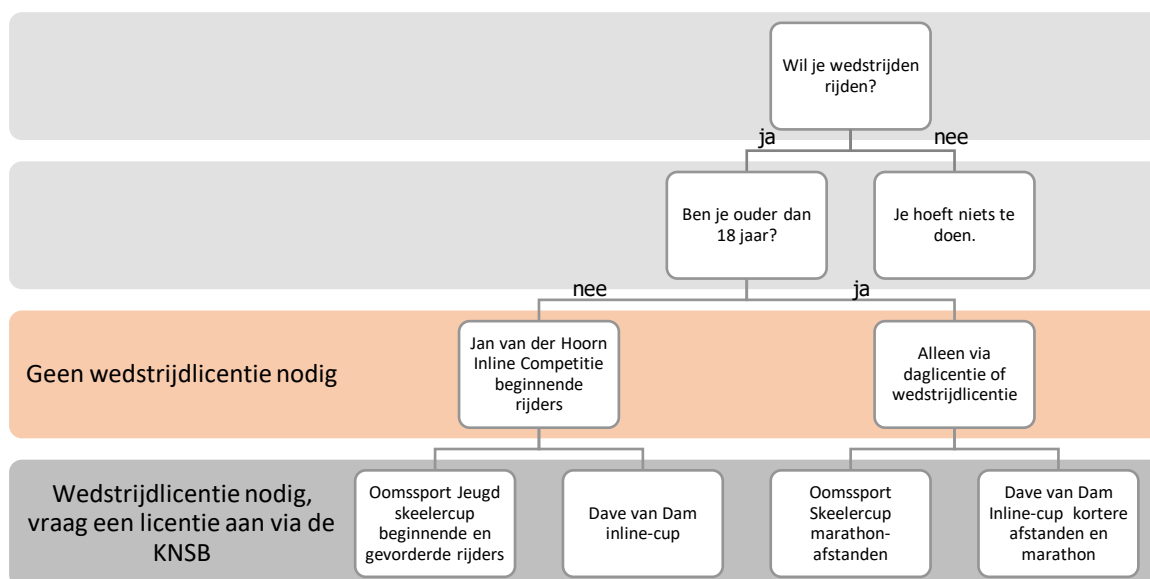 Wil je wedstrijden
rijden?
ja
nee
Ben je ouder dan
18 jaar?
Je hoeft niets te
doen.
nee
ja
Geen wedstrijdlicentie nodig
Jan van der Hoorn
Inline Competitie
beginnende
rijders
Alleen via
daglicentie of
wedstrijdlicentie
Wedstrijdlicentie nodig,
vraag een licentie aan via de
KNSB
Oomssport Jeugd
skeelercup
beginnende en
gevorderde rijders
Dave van Dam
inline-cup
Oomssport
Skeelercup
marathon-
afstanden
Dave van Dam
Inline-cup kortere
afstanden en
marathon